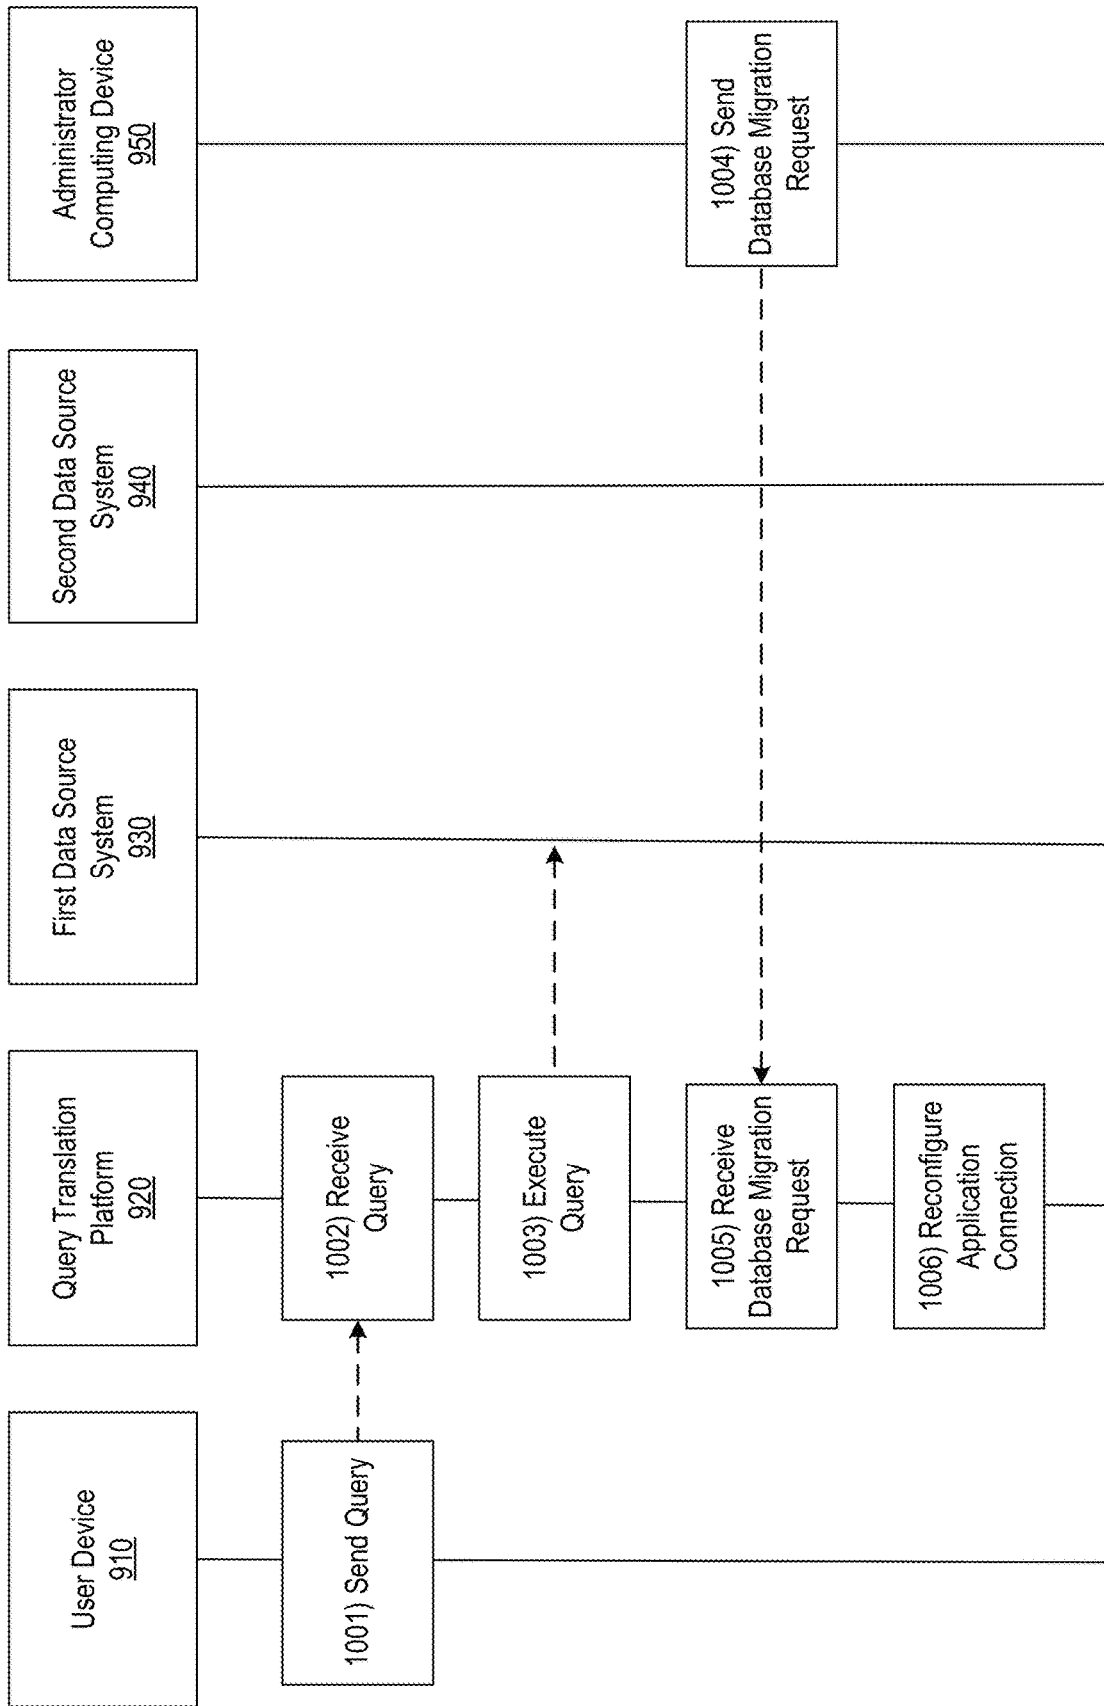 User Device
910
Query Translation
Platform
920
First Data Source
System
930
Second Data Source
System
940
Administrator
Computing Device
950
1001) Send Query
1002) Receive
Query
1003) Execute
Query
1004) Send
Database Migration
Request
1005) Receive
Database Migration
Request
1006) Reconfigure
Application
Connection